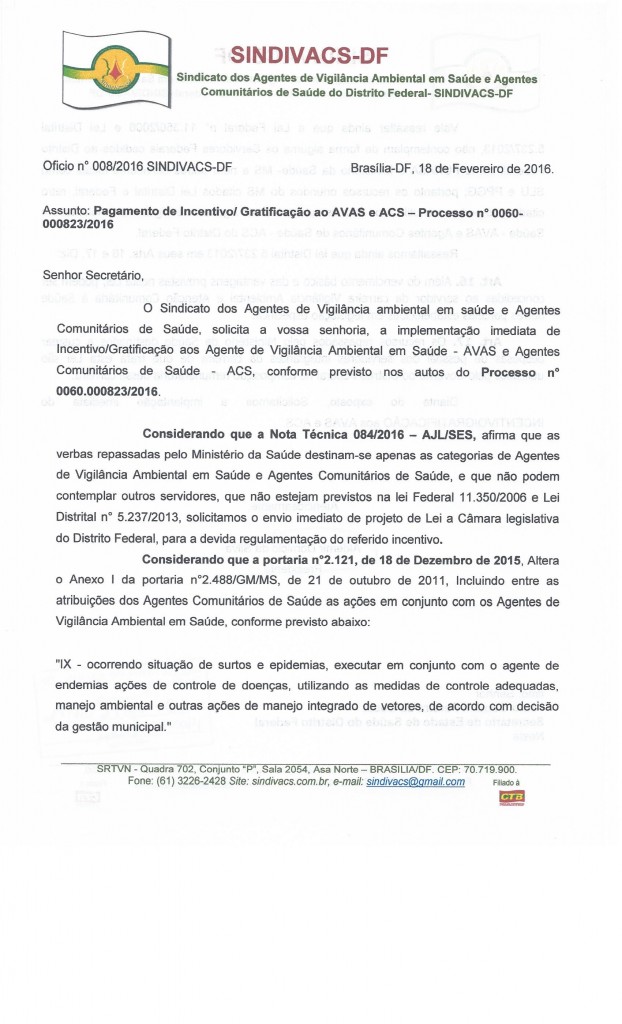 SINDIVACS-DF
Sindicato dos Agentes de Vigilância Ambiental em Saúde e Agentes
Comunitários de Saúde do Distrito Federal- SINDIVACS-DF
Oficio n° 008/2016 SINDIVACS-DF Brasília-DF, 18 de Fevereiro de 2016.
Assunto: Pagamento de Incentivo/ Gratificação ao AVAS e ACS – Processo n° 0060-
000823/2016
Senhor Secretário,
O Sindicato dos Agentes de Vigilância ambiental em saúde e Agentes
Comunitários de Saúde, solicita a vossa senhoria, a implementação imediata de
Incentivo/Gratificação aos Agente de Vigilância Ambiental em Saúde - AVAS e Agentes
Comunitários de Saúde - ACS, conforme previsto nos autos do Processo n°
0060.000823/2016.
Considerando que a Nota Técnica 084/2016 – AJL/SES, afirma que as
verbas repassadas pelo Ministério da Saúde destinam-se apenas as categorias de Agentes
de Vigilância Ambiental em Saúde e Agentes Comunitários de Saúde, e que não podem
contemplar outros servidores, que não estejam previstos na lei Federal 11.350/2006 e Lei
Distrital n° 5.237/2013, solicitamos o envio imediato de projeto de Lei a Câmara legislativa
do Distrito Federal, para a devida regulamentação do referido incentivo.
Considerando que a portaria n°2.121, de 18 de Dezembro de 2015, Altera
o Anexo I da portaria n°2.488/GM/MS, de 21 de outubro de 2011, Incluindo entre as
atribuições dos Agentes Comunitários de Saúde as ações em conjunto com os Agentes de
Vigilância Ambiental em Saúde, conforme previsto abaixo:
"IX - ocorrendo situação de surtos e epidemias, executar em conjunto com o agente de
endemias ações de controle de doenças, utilizando as medidas de controle adequadas,
manejo ambiental e outras ações de manejo integrado de vetores, de acordo com decisão
da gestão municipal."
SRTVN - Quadra 702, Conjunto "P", Sala 2054, Asa Norte – BRASILIA/DF. CEP: 70.719.900.
Fone: (61) 3226-2428 Site: sindivacs.com.br, e-mail: sindivacs@gmail.com Filiado à
CTB